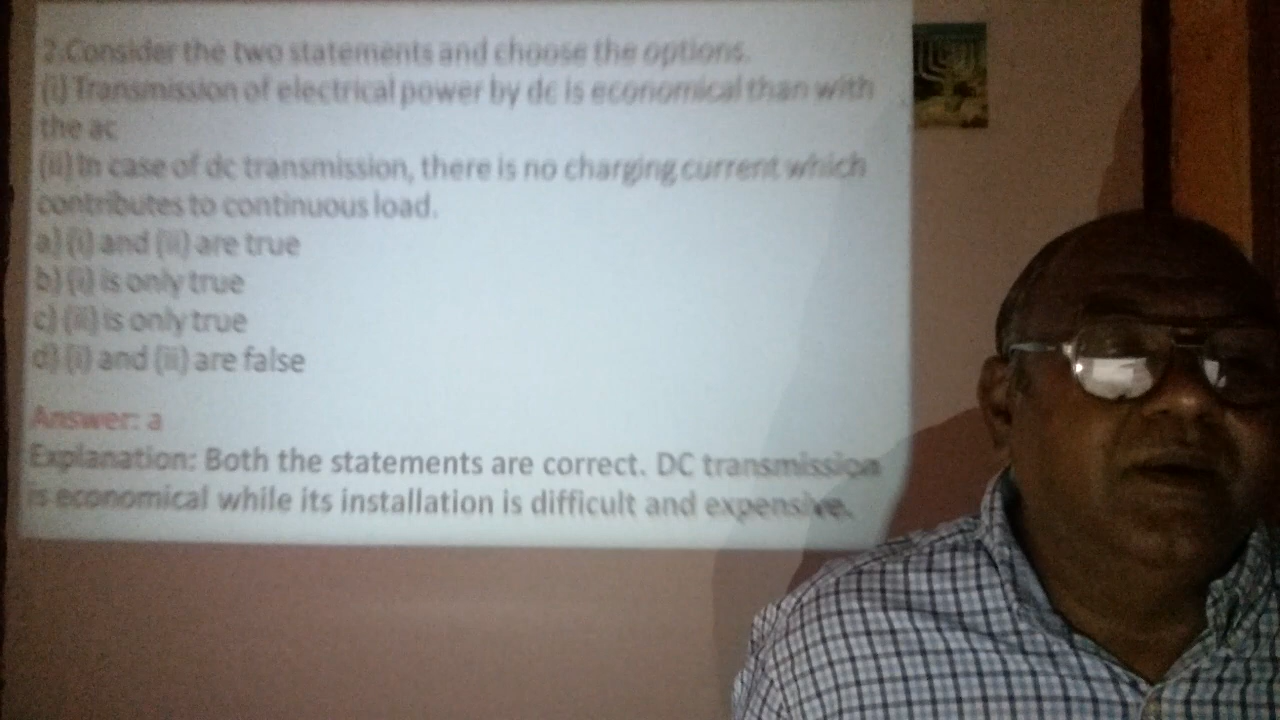 2.Consider the two statements and choose the options.
(i) Transmission of electrical power by dc is economical than with
the ac
(ii) In case of dc transmission, there is no charging current which
contributes to continuous load.
a) (i) and (ii) are true
b) (i) is only true
c) (ii) is only true
d) (i) and (ii) are false
Answer: a
Explanation: Both the statements are correct. DC transmission
is economical while its installation is difficult and expensive.